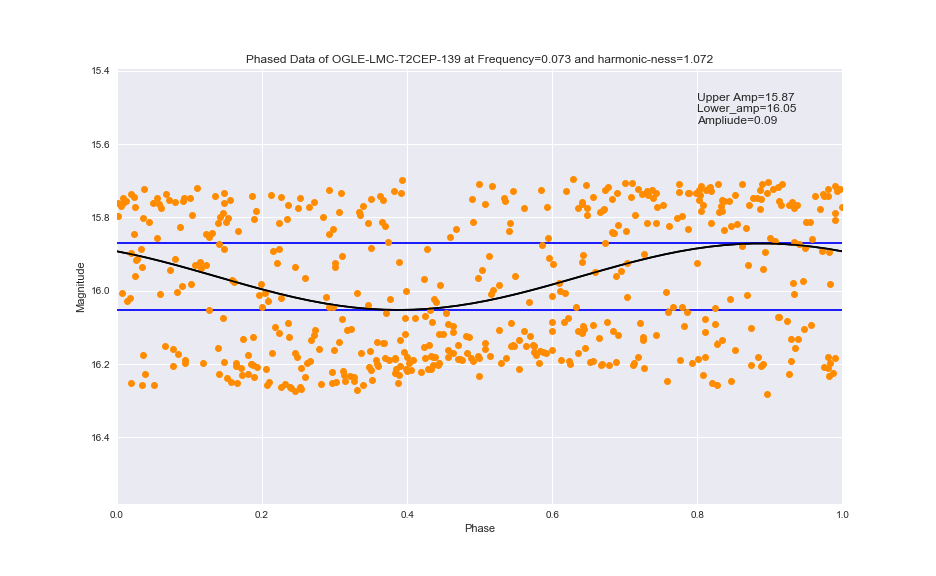 Phased Data of OGLE-LMC-T2CEP-139 at Frequency=0.073 and harmonic-ness=1.072
15.4
Upper Amp=15.87
Lower_amp=16.05
Ampliude=0.09
15.6
15.8
16.0
16.2
16.4
Magnitude
0.0 0.2 0.4 0.6 0.8 1.0
Phase